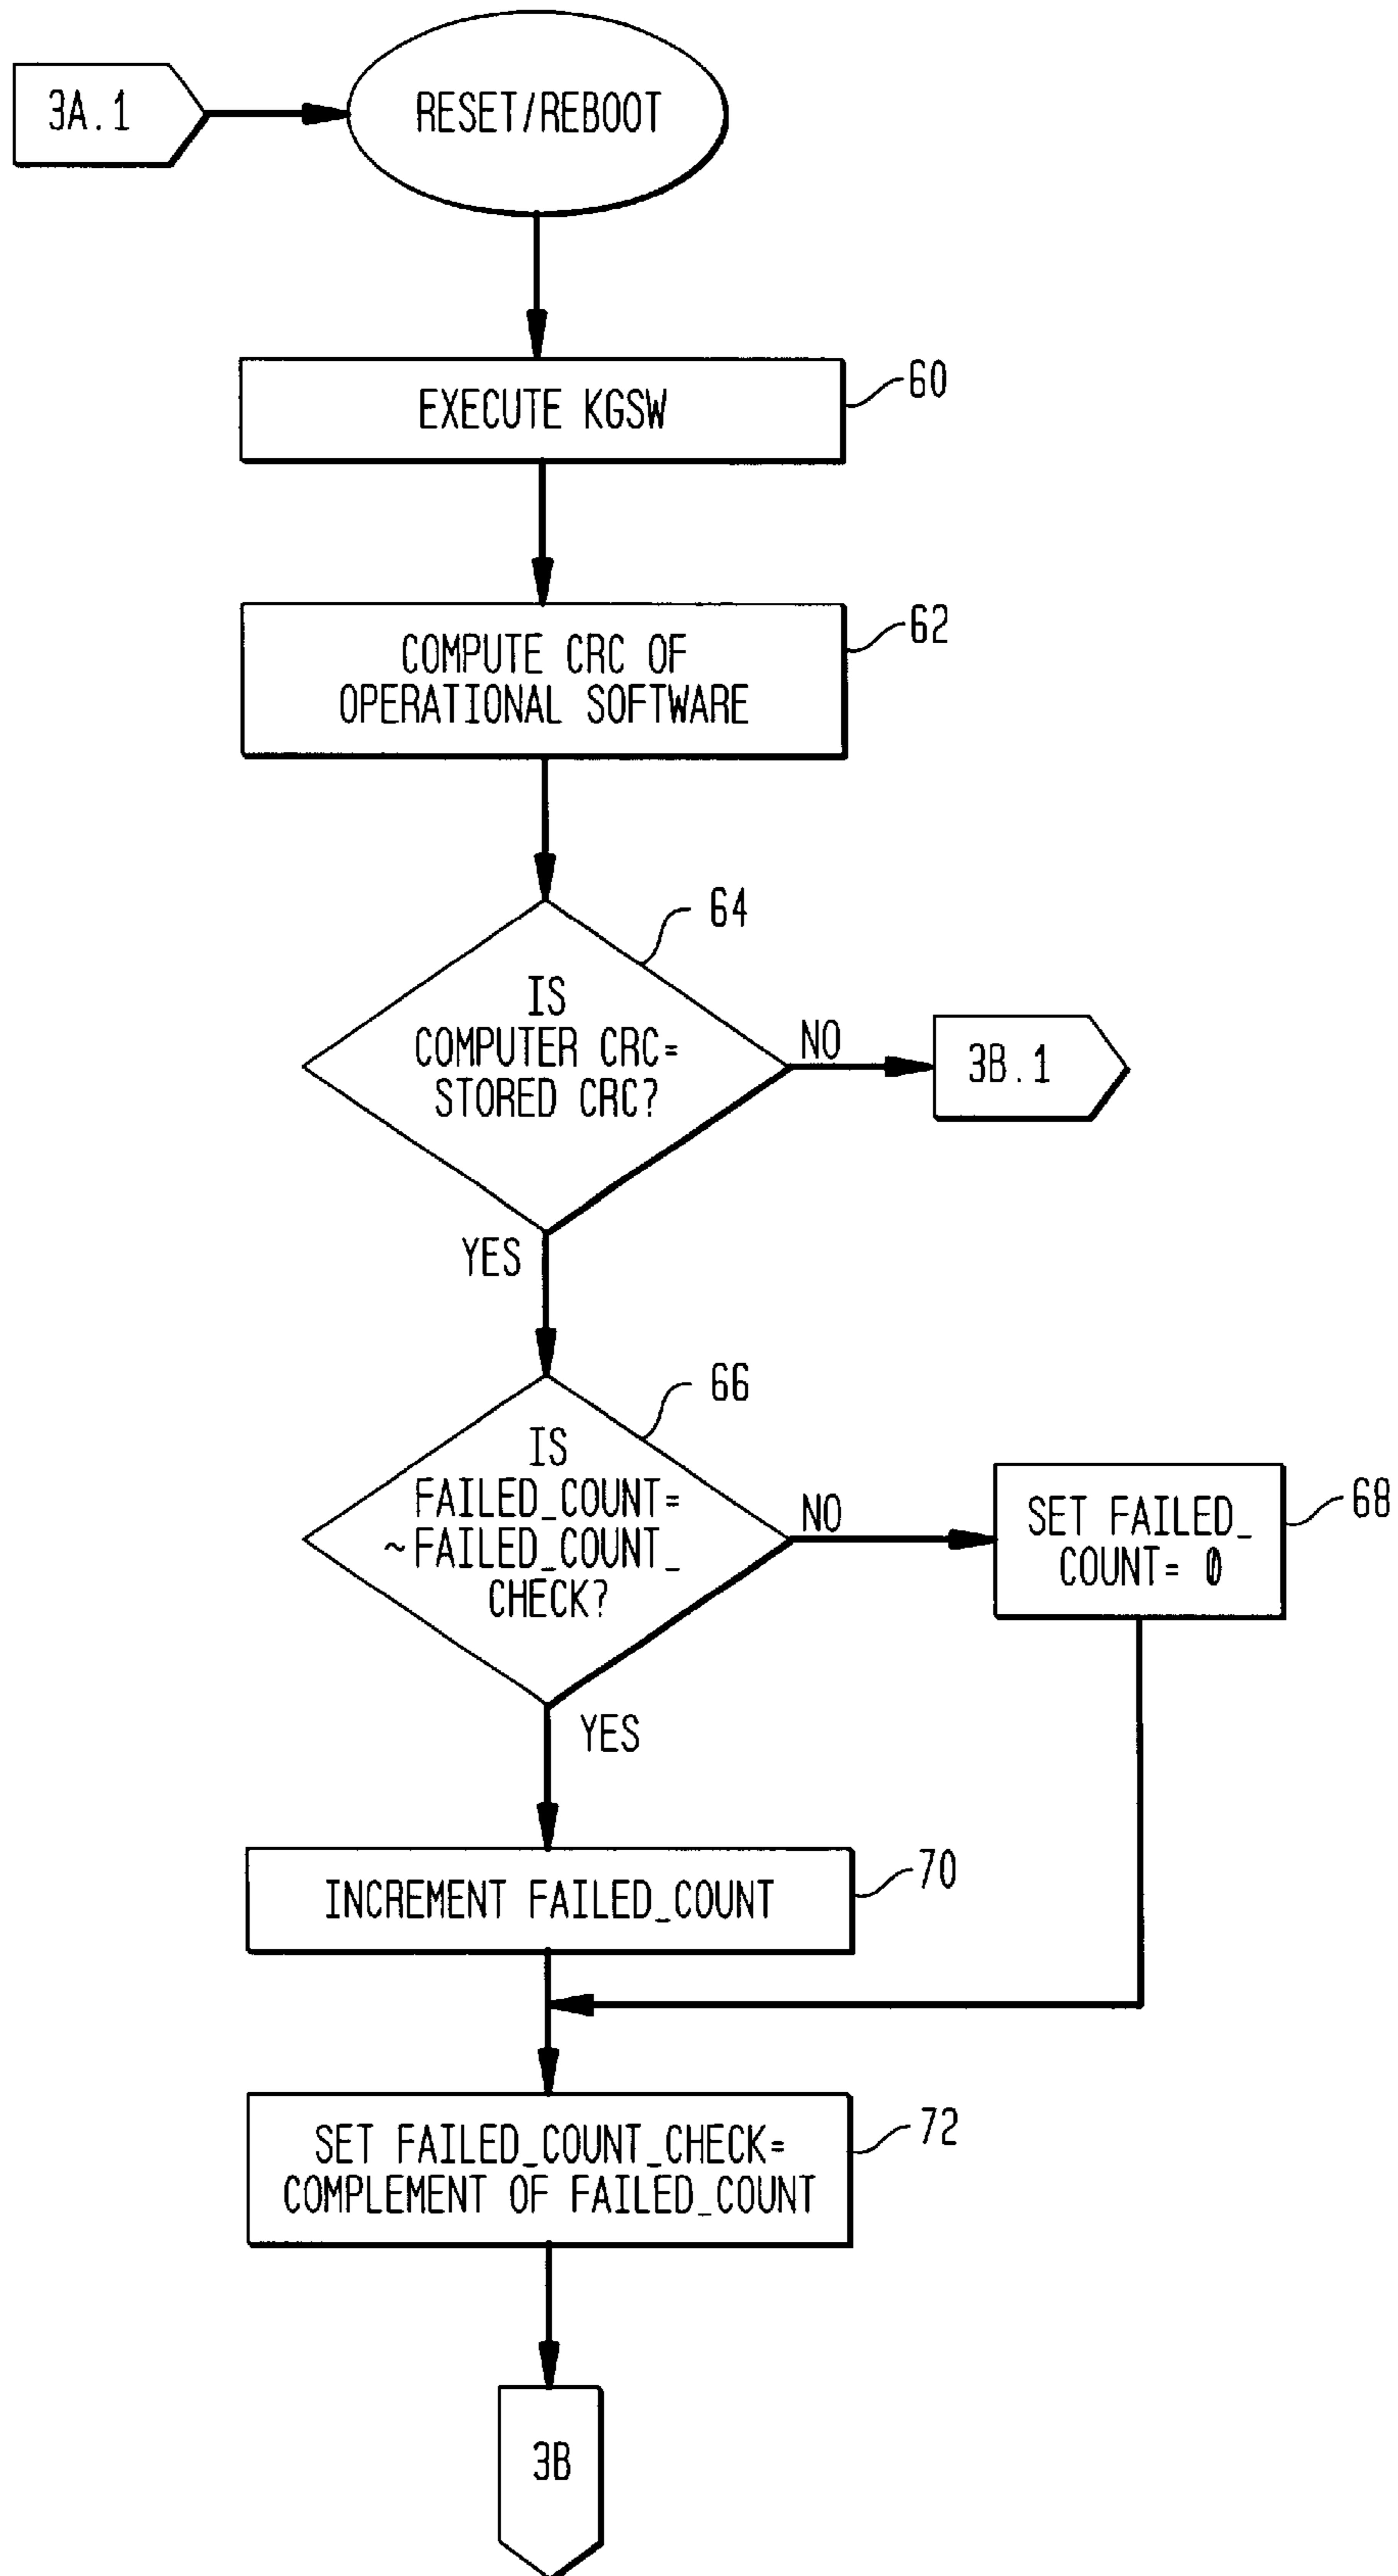 3A.1
RESET/REBOOT
EXECUTE KGSW
60
COMPUTE CRC OF
OPERATIONAL SOFTWARE
62
64
IS
COMPUTER CRC=
STORED CRC?
NO
3B.1
YES
66
IS
FAILED_COUNT=
~FAILED_COUNT_
CHECK?
NO
SET FAILED_
COUNT= 0
68
YES
INCREMENT FAILED_COUNT
70
SET FAILED_COUNT_CHECK=
COMPLEMENT OF FAILED_COUNT
72
3B